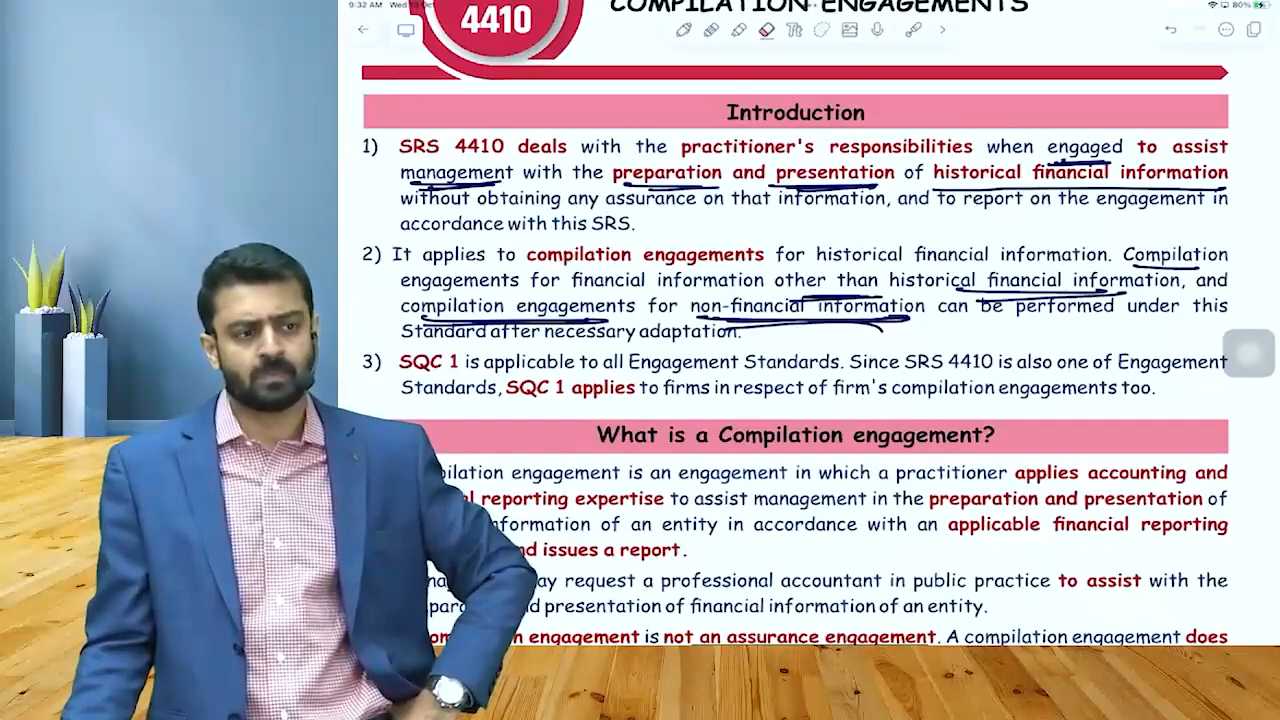 9:32 AM Wed 18 Oct
80%
4410
COMPILATION ENGAGEMENTS
Introduction
1) SRS 4410 deals with the practitioner's responsibilities when engaged to assist
management with the preparation and presentation of historical financial information
without obtaining any assurance on that information, and to report on the engagement in
accordance with this SRS.
2) It applies to compilation engagements for historical financial information. Compilation
engagements for financial information other than historical financial information, and
compilation engagements for non-financial information can be performed under this
Standard after necessary adaptation.
3) SQC 1 is applicable to all Engagement Standards. Since SRS 4410 is also one of Engagement
Standards, SQC 1 applies to firms in respect of firm's compilation engagements too.
What is a Compilation engagement?
engagement is an engagement in which a practitioner applies accounting and
reporting expertise to assist management in the preparation and presentation of
of an entity in accordance with an applicable financial reporting
issues a report.
request a professional accountant in public practice to assist with the
presentation of financial information of an entity.
engagement is not an assurance engagement. A compilation engagement does